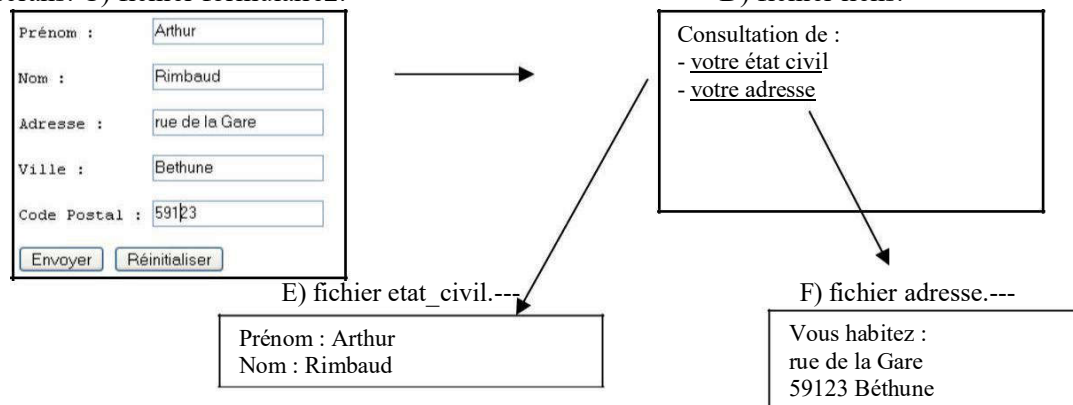 Prénom : Arthur
Nom : Rimbaud
Adresse : rue de la Gare
Ville : Bethune
Code Postal : 59123
Envoyer Réinitialiser
Consultation de :
- votre état civil
- votre adresse
E) fichier etat_civil.---
Prénom : Arthur
Nom : Rimbaud
F) fichier adresse.---
Vous habitez :
rue de la Gare
59123 Béthune